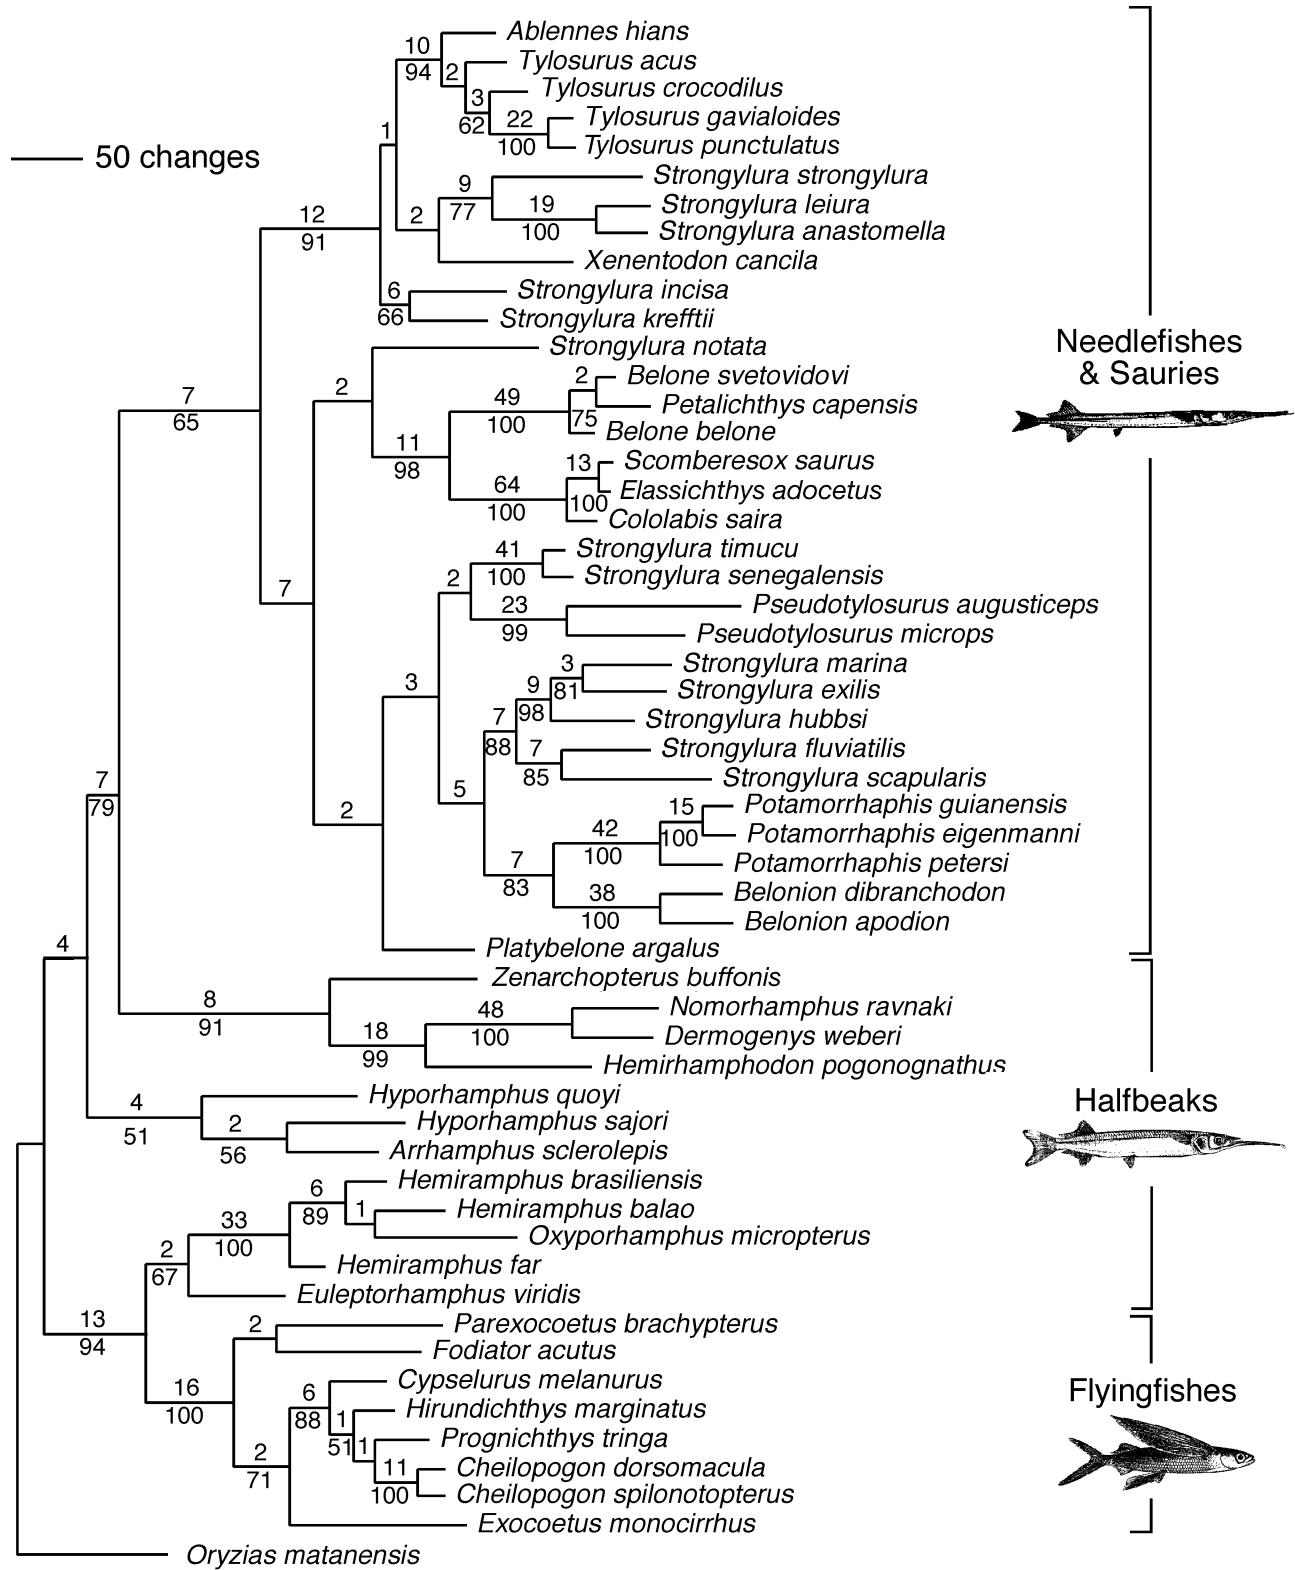 10 Ablennes hians
94 2 Tylosurus acus
3 Tylosurus crocodilus
62 22 Tylosurus gavialoides
1
100 Tylosurus punctulatus
50 changes
9 Strongylura strongylura
77 19 Strongylura leiura
12 2
91 100 Strongylura anastomella
Xenentodon cancila
6 Strongylura incisa
66 Strongylura krefftii
Needlefishes
& Sauries
Strongylura notata
2 2 Belone svetovidovi
7 49 Petalichthys capensis
65 100 75 Belone belone
11
98 13 Scomberesox saurus
64 Elassichthys adocetus
100 100 Cololabis saira
41 Strongylura timucu
7 2 100 Strongylura senegalensis
23 Pseudotylosurus augusticeps
99 Pseudotylosurus microps
3 3 Strongylura marina
9 81 Strongylura exilis
7 98 Strongylura hubbsi
88 7 Strongylura fluviatilis
7 5 85 Strongylura scapularis
79 2 15 Potamorrhaphis guianensis
42 100 Potamorrhaphis eigenmanni
7 100 Potamorrhaphis petersi
83 38 Belonion dibranchodon
100 Belonion apodion
4 Platybelone argalus
Zenarchopterus buffonis
8 48 Nomorhamphus ravnaki
91 18 100 Dermogenys weberi
99 Hemirhamphodon pogonognathus
Halfbeaks
4 Hyporhamphus quoyi
51 2 Hyporhamphus sajori
56 Arrhamphus sclerolepis
6 Hemiramphus brasiliensis
33 89 1 Hemiramphus balao
100 Oxyporhamphus micropterus
2 Hemiramphus far
67 Euleptorhamphus viridis
13 2 Parexocoetus brachypterus
94 Fodiator acutus
Flyingfishes
16 6 Cypselurus melanurus
100 88 1 Hirundichthys marginatus
2 51 1 Prognichthys tringa
71 11 Cheilopogon dorsomacula
100 Cheilopogon spilonotopterus
Exocoetus monocirrhus
Oryzias matanensis